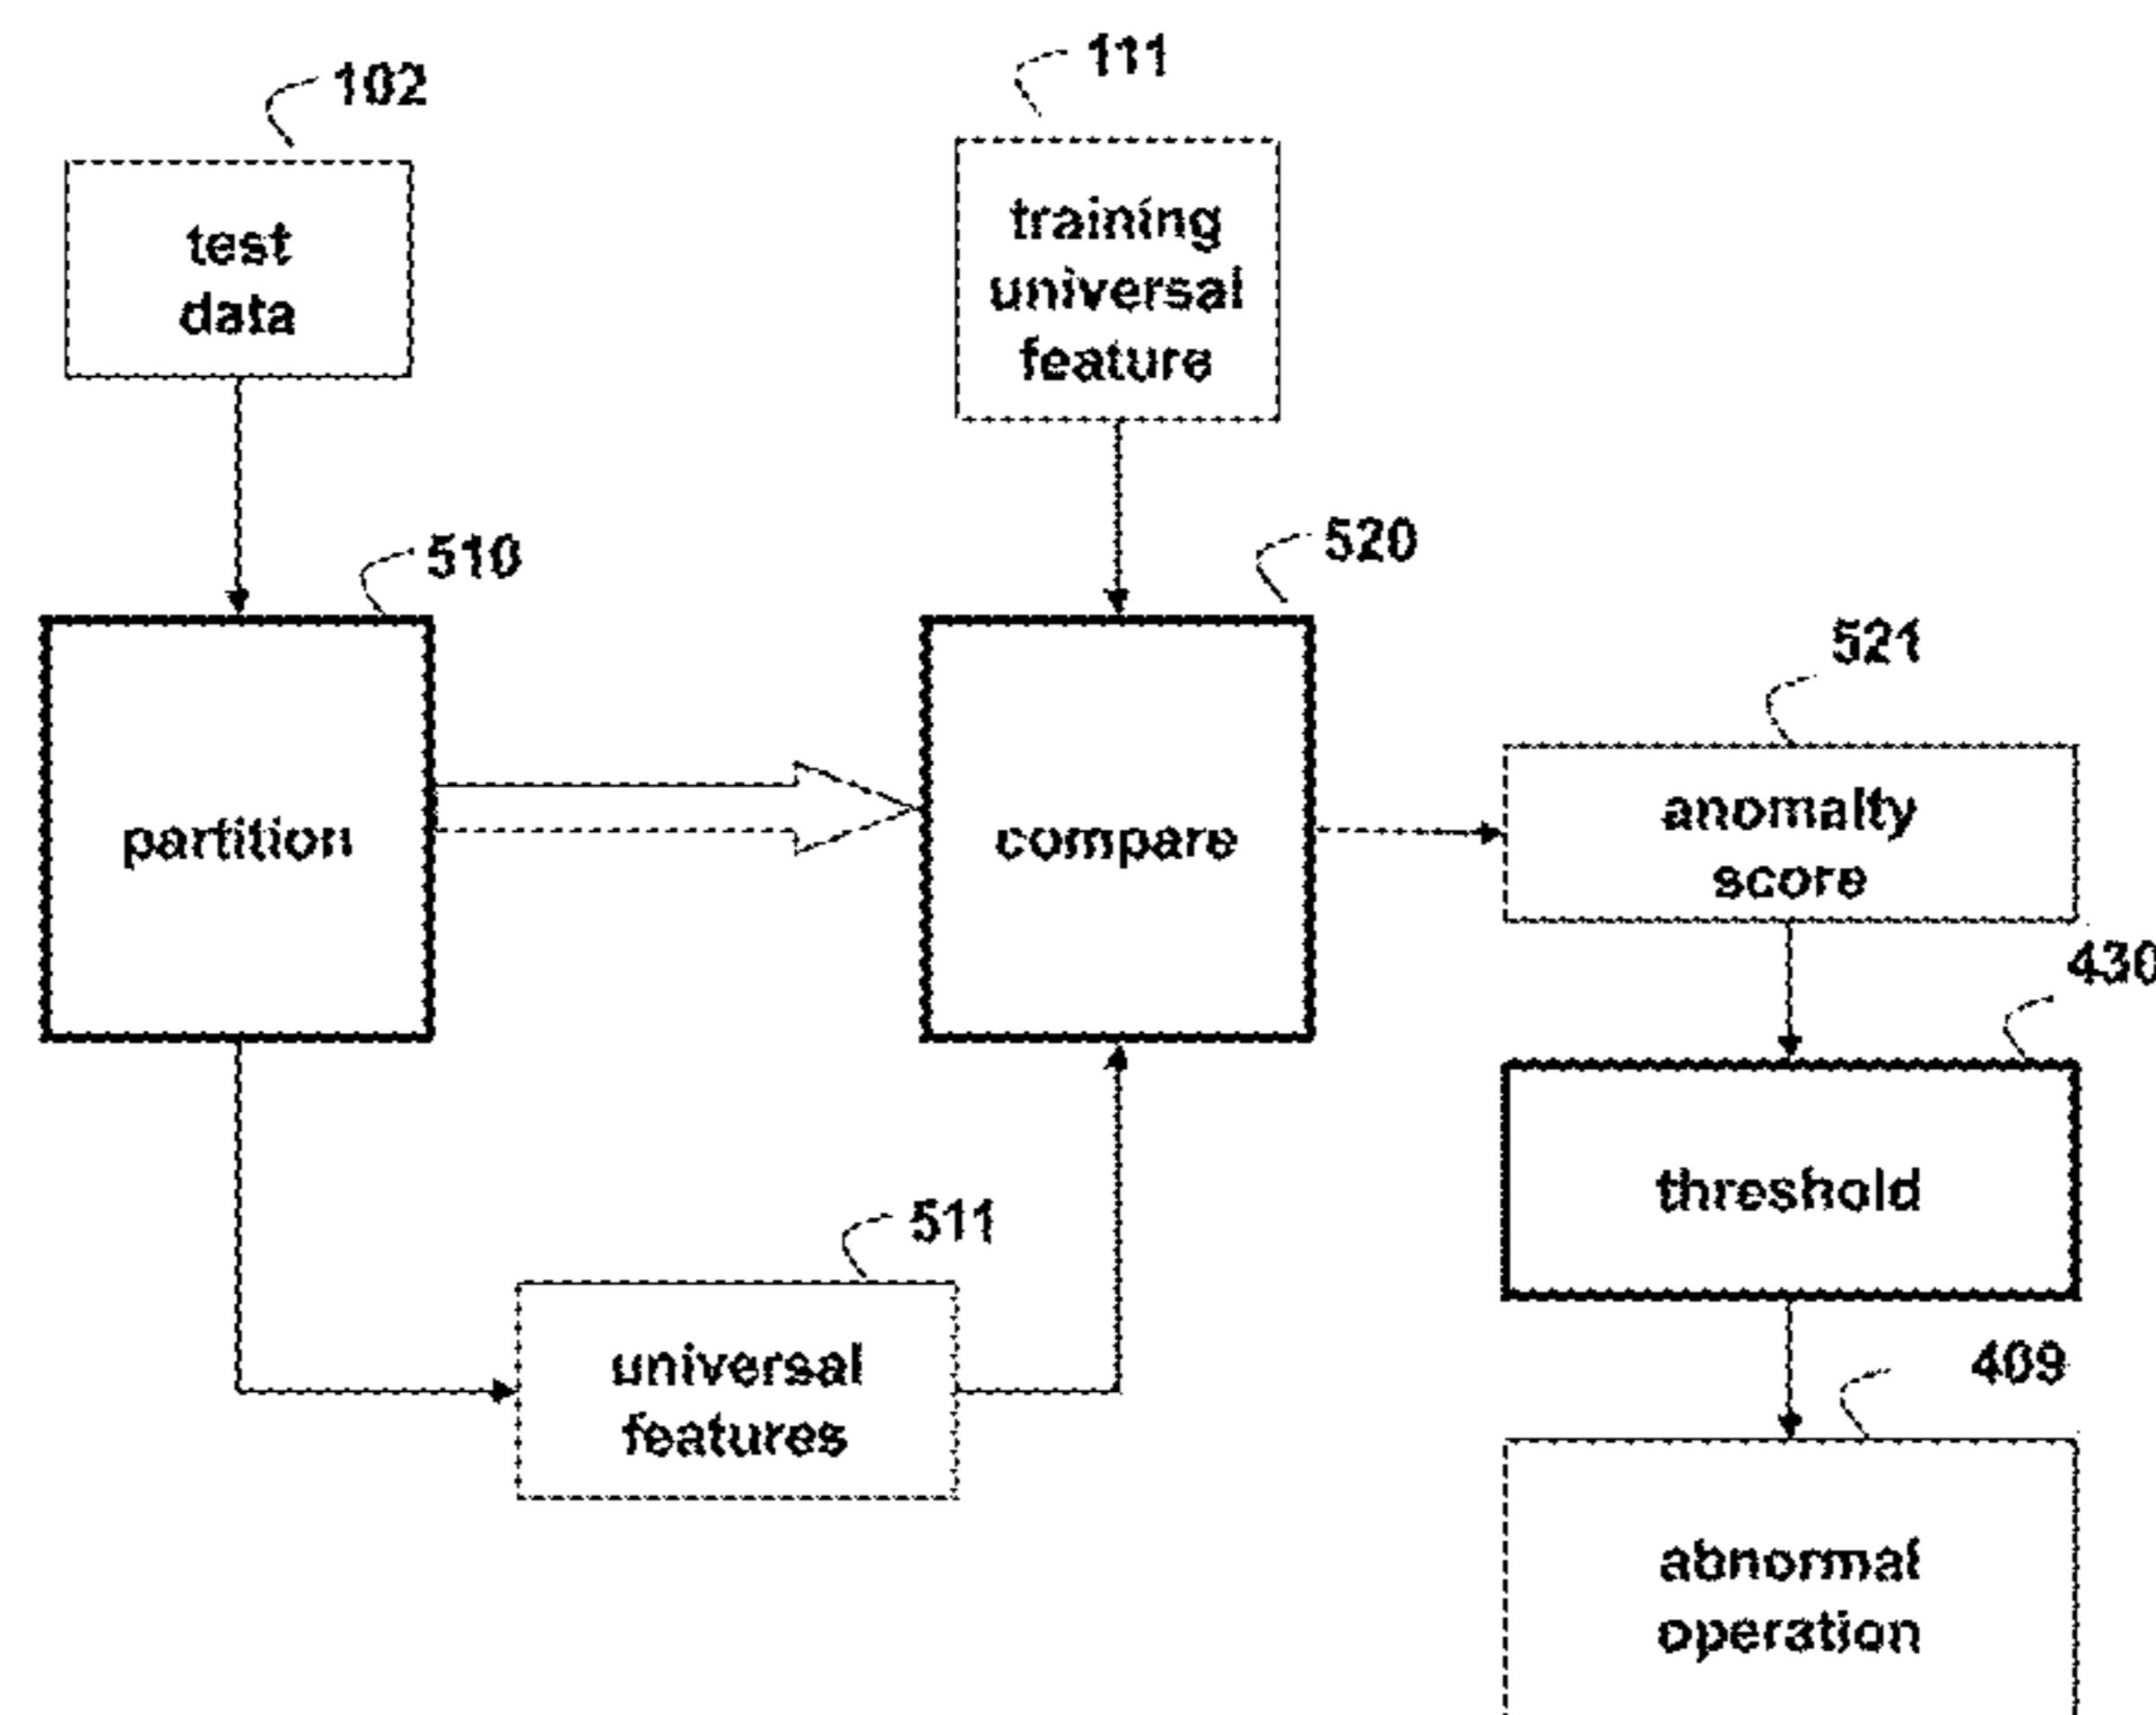 102
111
test
data
training
universal
feature
510
520
521
partition
compare
anomalty
score
430
threshold
511
universal
features
409
abnormal
operation